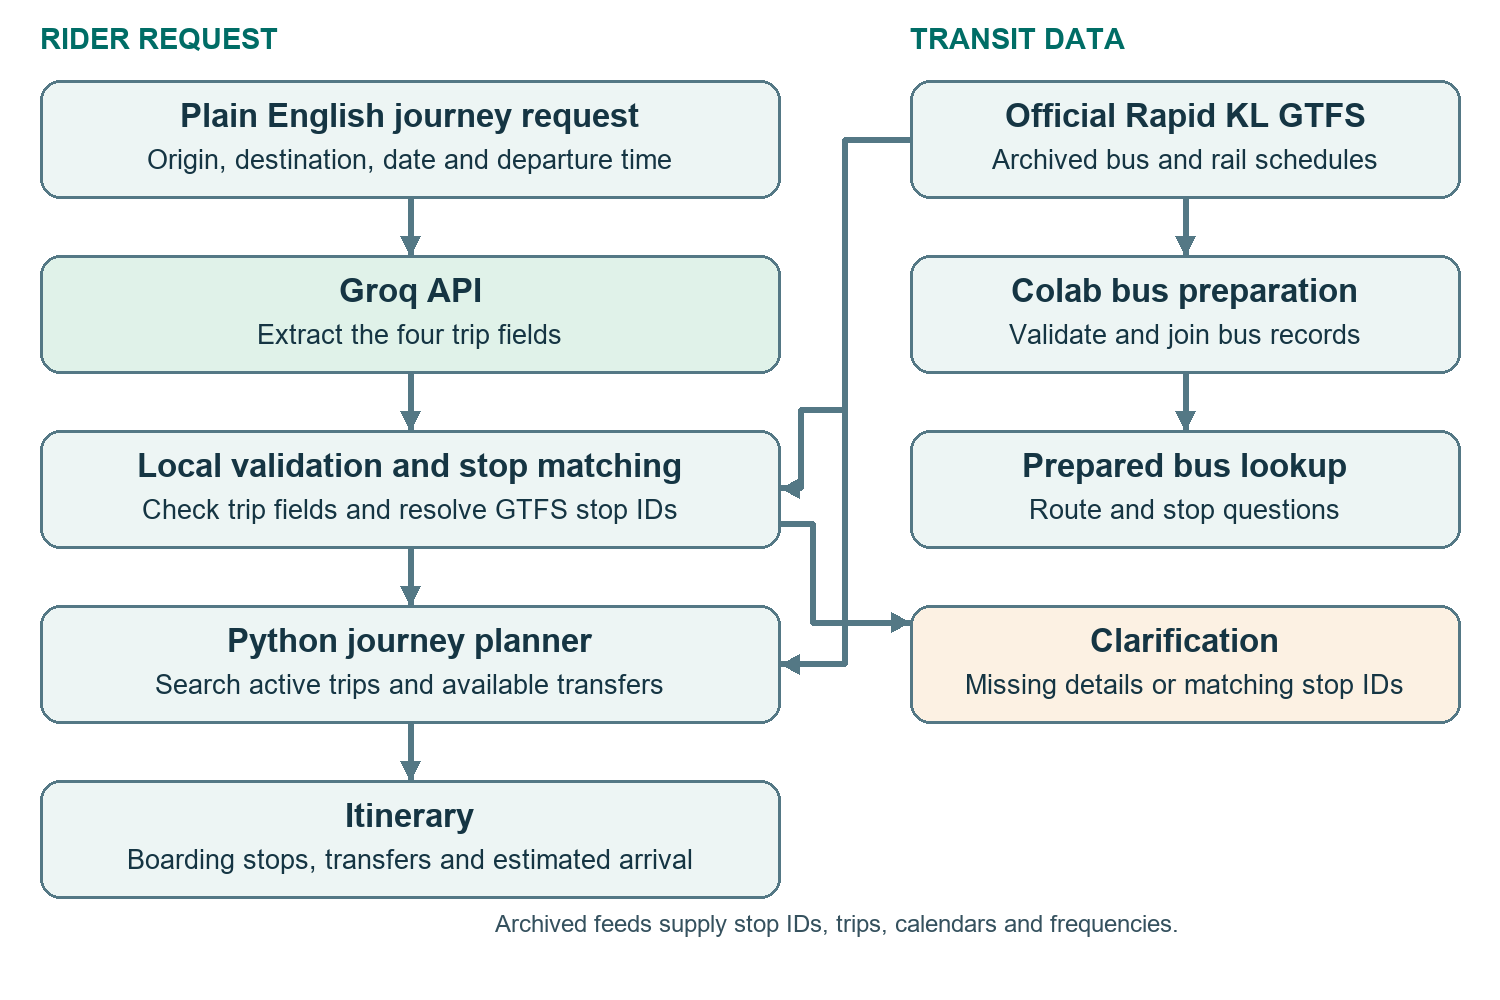 RIDER REQUEST
Plain English journey request
Origin, destination, date and departure time
Groq API
Extract the four trip fields
Local validation and stop matching
Check trip fields and resolve GTFS stop IDs
Python journey planner
Search active trips and available transfers
Itinerary
Boarding stops, transfers and estimated arrival
TRANSIT DATA
Official Rapid KL GTFS
Archived bus and rail schedules
Colab bus preparation
Validate and join bus records
Prepared bus lookup
Route and stop questions
Clarification
Missing details or matching stop IDs
Archived feeds supply stop IDs, trips, calendars and frequencies.